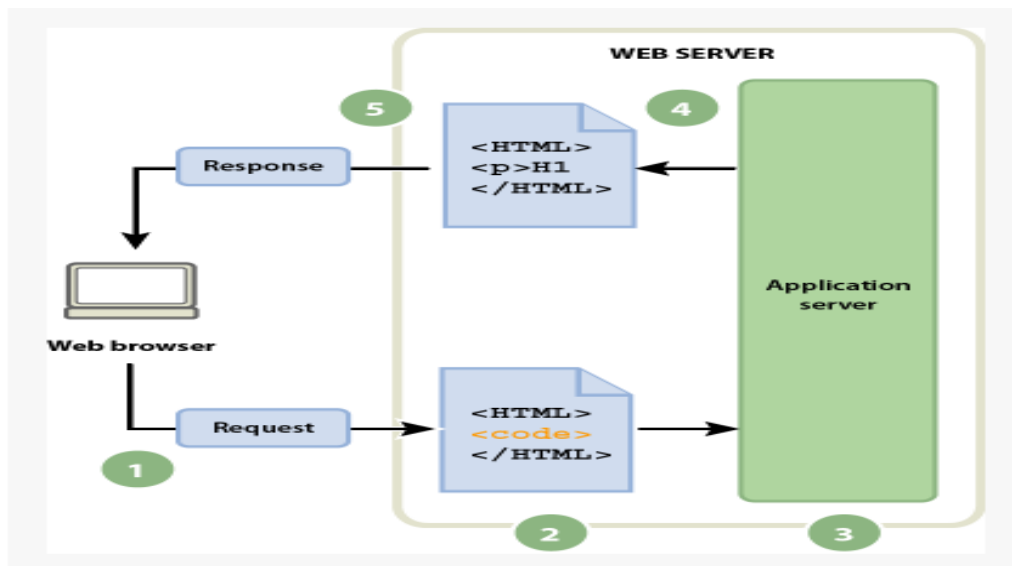 WEB SERVER
5
4
<HTML>
<p>H1
</HTML>
Response
Application
server
Web browser
<HTML>
<code>
</HTML>
Request
1
2
3